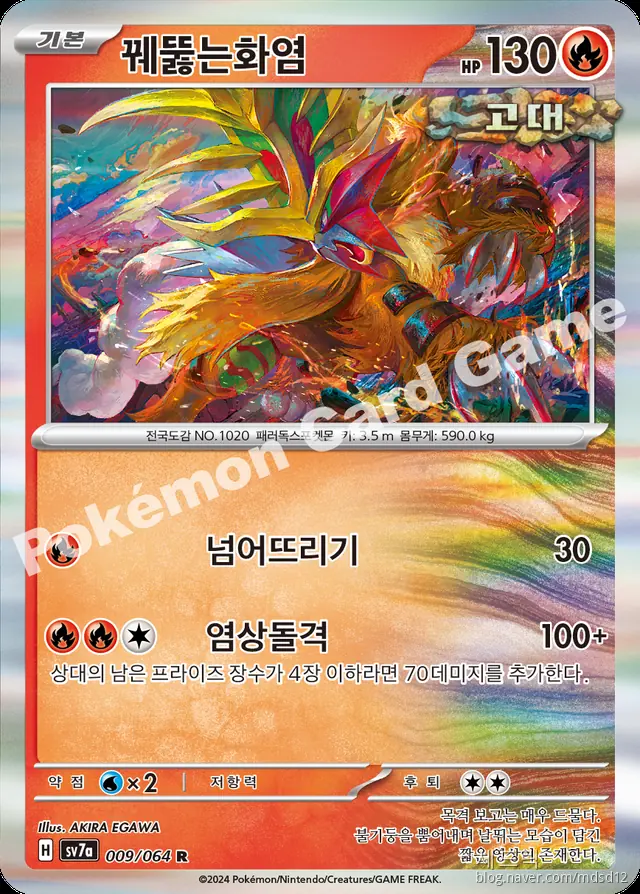 기본
꿰뚫는화염
HP 130
고대
전국도감 NO.1020 패러독스포켓몬 키: 3.5 m 몸무게: 590.0 kg
Pokémon Card Game
넘어뜨리기 30
염상돌격 100+
상대의 남은 프라이즈 장수가 4장 이하라면 70데미지를 추가한다.
약점 ×2 저항력 후퇴
Illus. AKIRA EGAWA
H sv7a 009/064 R
목격 보고는 매우 드물다.
불기둥을 뿜어내며 날뛰는 모습이 담긴
짧은 영상이 존재한다.
©2024 Pokémon/Nintendo/Creatures/GAME FREAK.
blog.naver.com/mdsd12